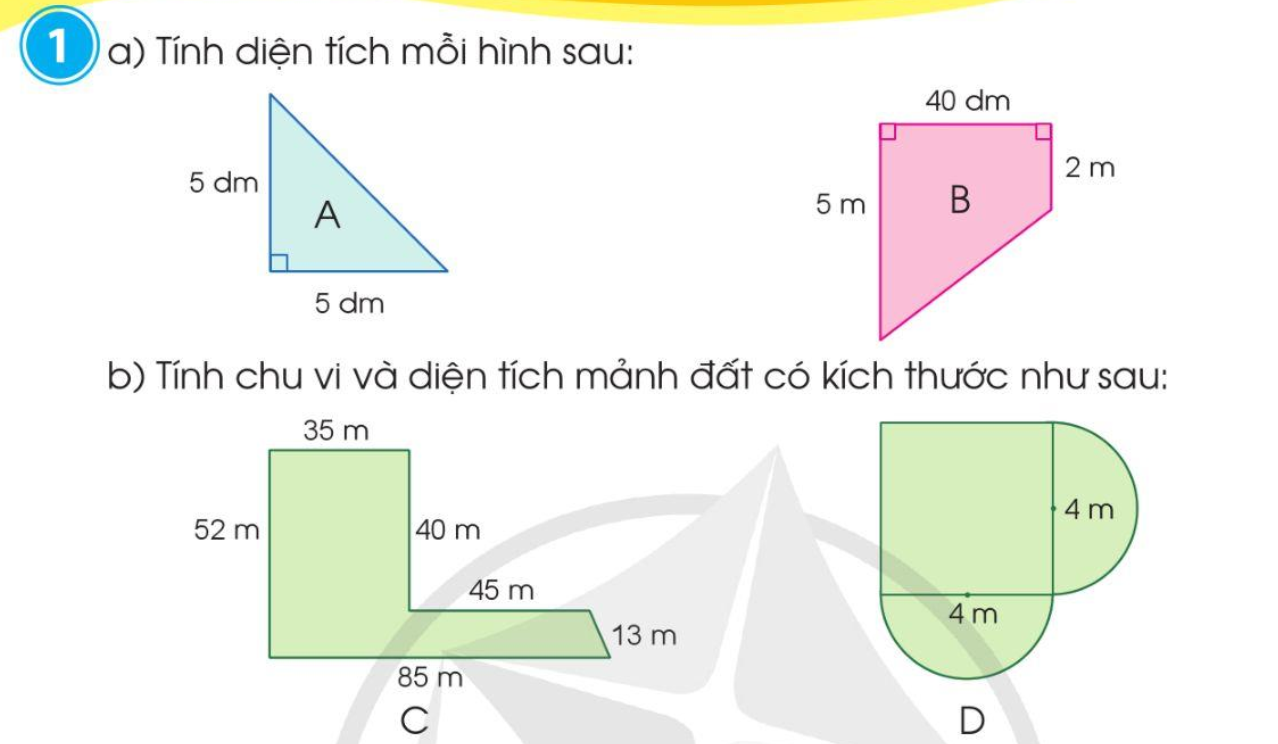 1 a) Tính diện tích mỗi hình sau:
40 dm
5 dm
2 m
5 m
A
B
5 dm
b) Tính chu vi và diện tích mảnh đất có kích thước như sau:
35 m
52 m
40 m
4 m
45 m
4 m
13 m
85 m
C
D